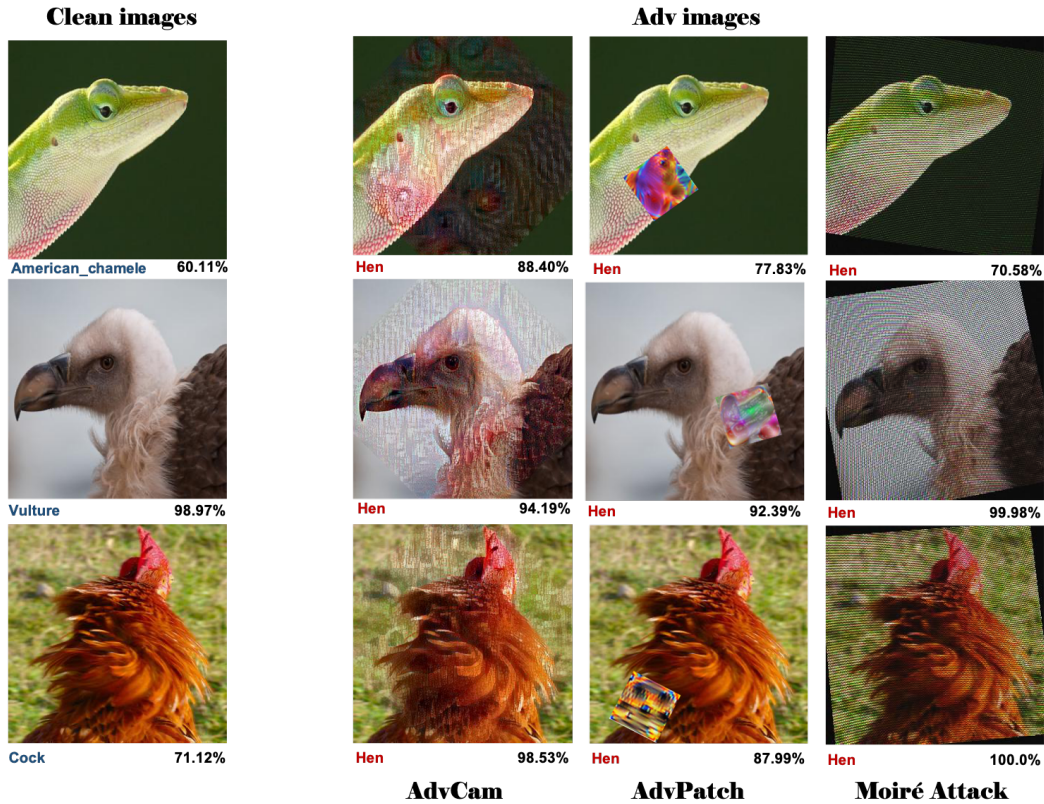 Clean images Adv images
American_chamele 60.11% Hen 88.40% Hen 77.83% Hen 70.58%
Vulture 98.97% Hen 94.19% Hen 92.39% Hen 99.98%
Cock 71.12% Hen 98.53% Hen 87.99% Hen 100.0%
AdvCam AdvPatch Moiré Attack